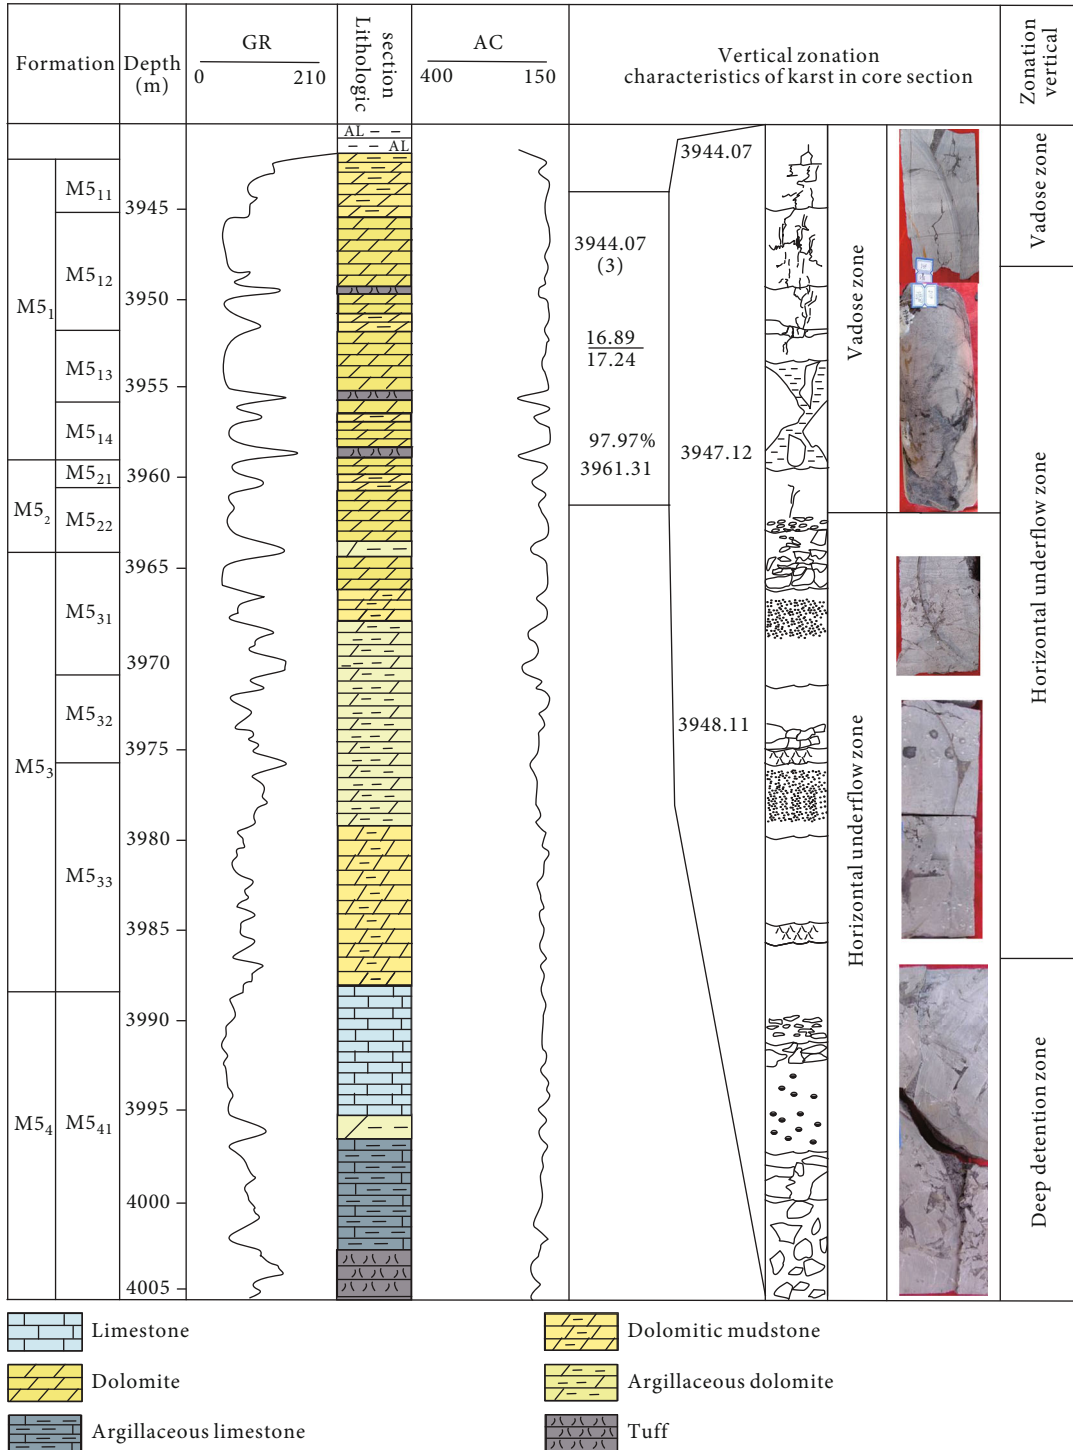 Formation
Depth
(m)
GR
0 210
Lithologic
section
AC
400 150
Vertical zonation
characteristics of karst in core section
Zonation
vertical
AL
AL
M5₁
M5₁₁
M5₁₂
M5₁₃
M5₁₄
M5₂
M5₂₁
M5₂₂
M5₃
M5₃₁
M5₃₂
M5₃₃
M5₄
M5₄₁
3945
3950
3955
3960
3965
3970
3975
3980
3985
3990
3995
4000
4005
3944.07
(3)
16.89
17.24
97.97%
3961.31
3944.07
3947.12
3948.11
Vadose zone
Horizontal underflow zone
Vadose zone
Horizontal underflow zone
Deep detention zone
Limestone
Dolomitic mudstone
Dolomite
Argillaceous dolomite
Argillaceous limestone
Tuff